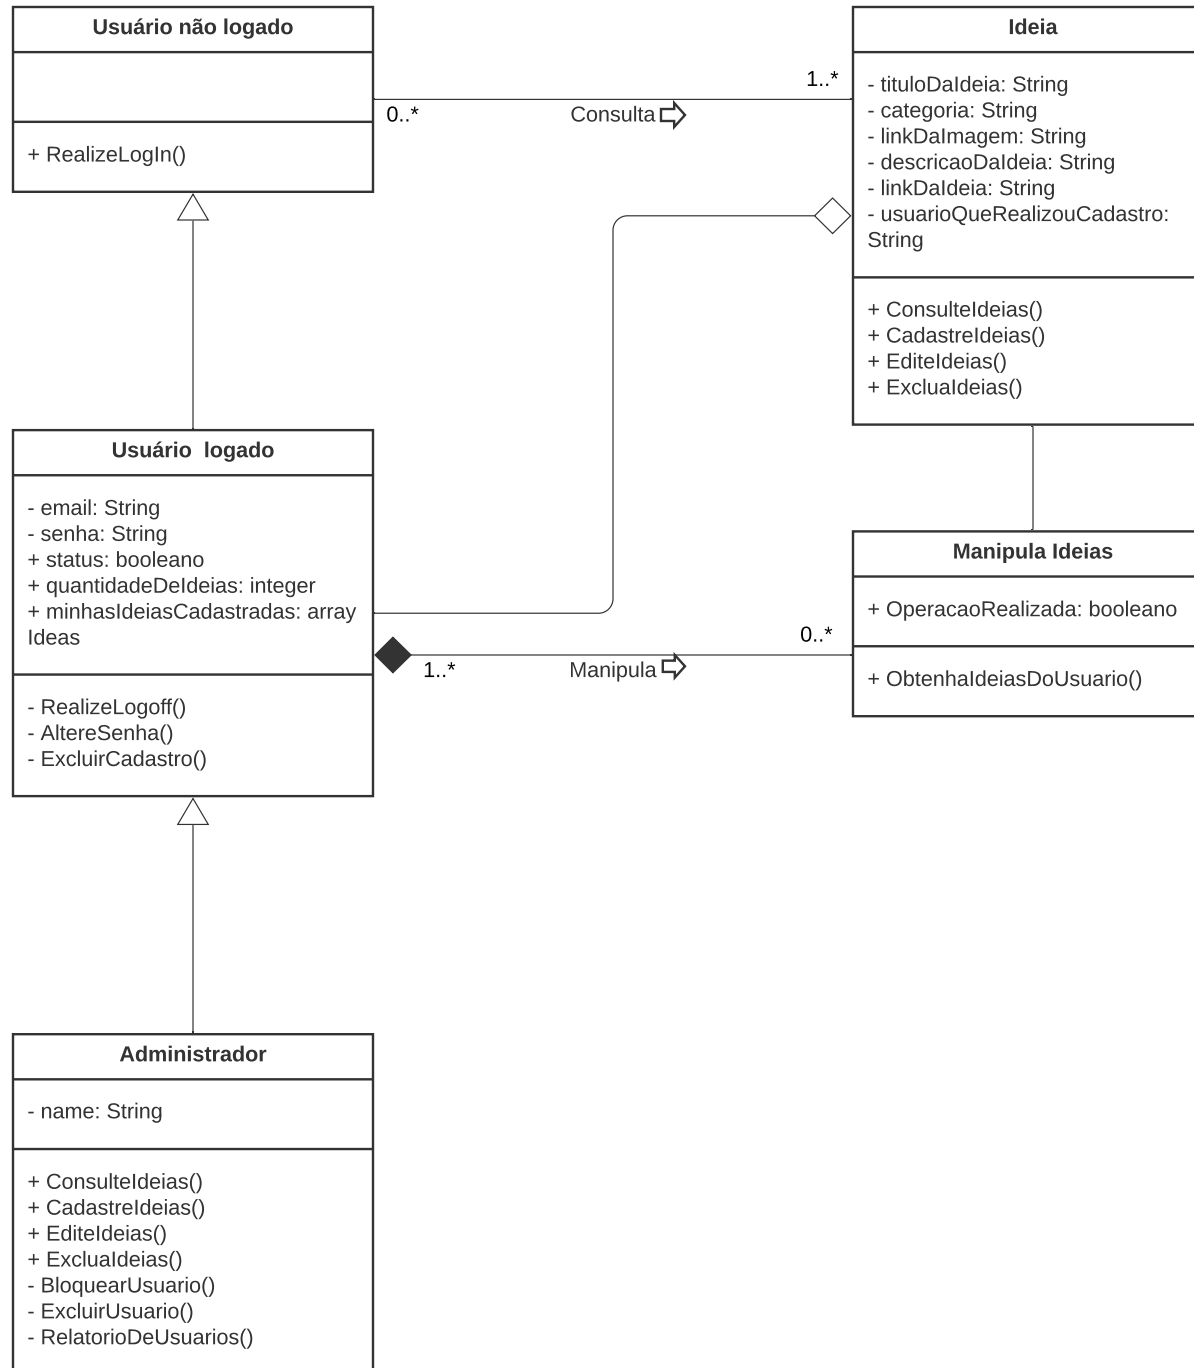 Usuário não logado
+ RealizeLogIn()
0..*
Consulta
1..*
Ideia
- tituloDaIdeia: String
- categoria: String
- linkDaImagem: String
- descricaoDaIdeia: String
- linkDaIdeia: String
- usuarioQueRealizouCadastro:
String
+ ConsulteIdeias()
+ CadastreIdeias()
+ EditeIdeias()
+ ExcluaIdeias()
Usuário  logado
- email: String
- senha: String
+ status: booleano
+ quantidadeDeIdeias: integer
+ minhasIdeiasCadastradas: array
Ideas
- RealizeLogoff()
- AltereSenha()
- ExcluirCadastro()
1..*
Manipula
0..*
Manipula Ideias
+ OperacaoRealizada: booleano
+ ObtenhaIdeiasDoUsuario()
Administrador
- name: String
+ ConsulteIdeias()
+ CadastreIdeias()
+ EditeIdeias()
+ ExcluaIdeias()
- BloquearUsuario()
- ExcluirUsuario()
- RelatorioDeUsuarios()